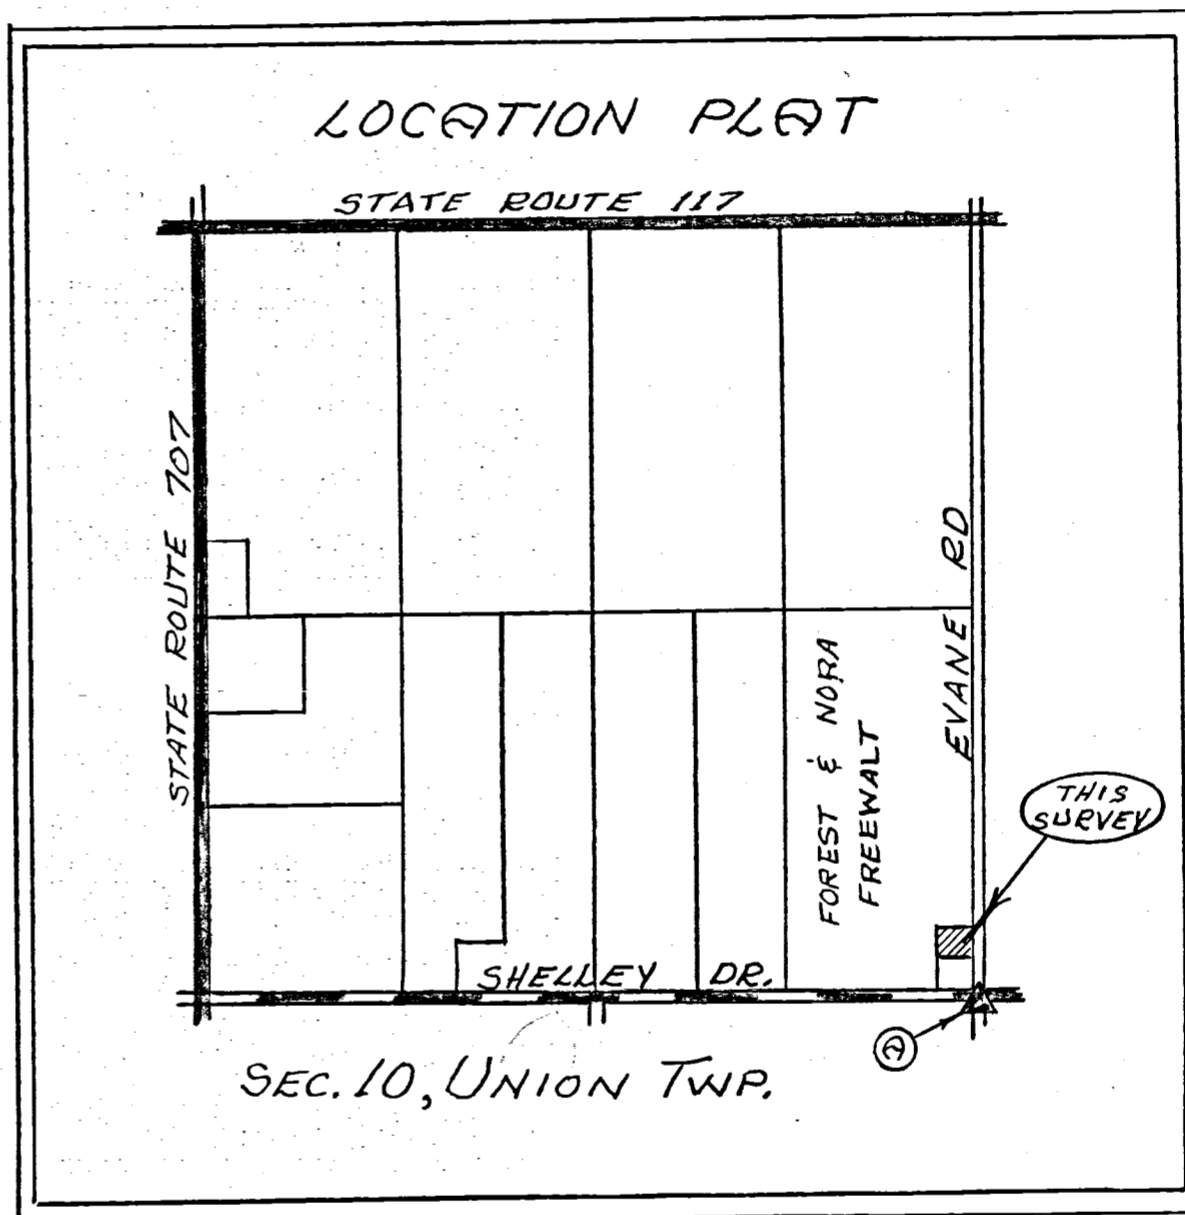 LOCATION PLAT
STATE ROUTE 117
STATE ROUTE 707
EVANE RD
FOREST & NORA
FREEWALT
THIS
SURVEY
SHELLEY DR.
A
SEC. 10, UNION TWP.